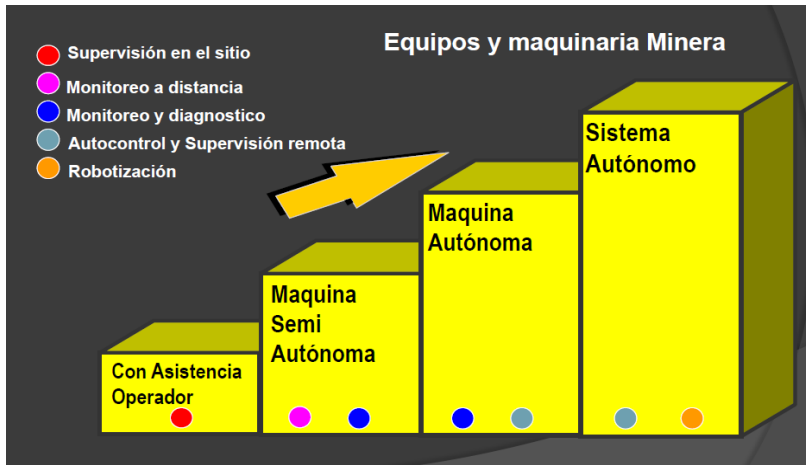 Equipos y maquinaria Minera
Supervisión en el sitio
Monitoreo a distancia
Monitoreo y diagnostico
Autocontrol y Supervisión remota
Robotización
Con Asistencia
Operador
Maquina
Semi
Autónoma
Maquina
Autónoma
Sistema
Autónomo